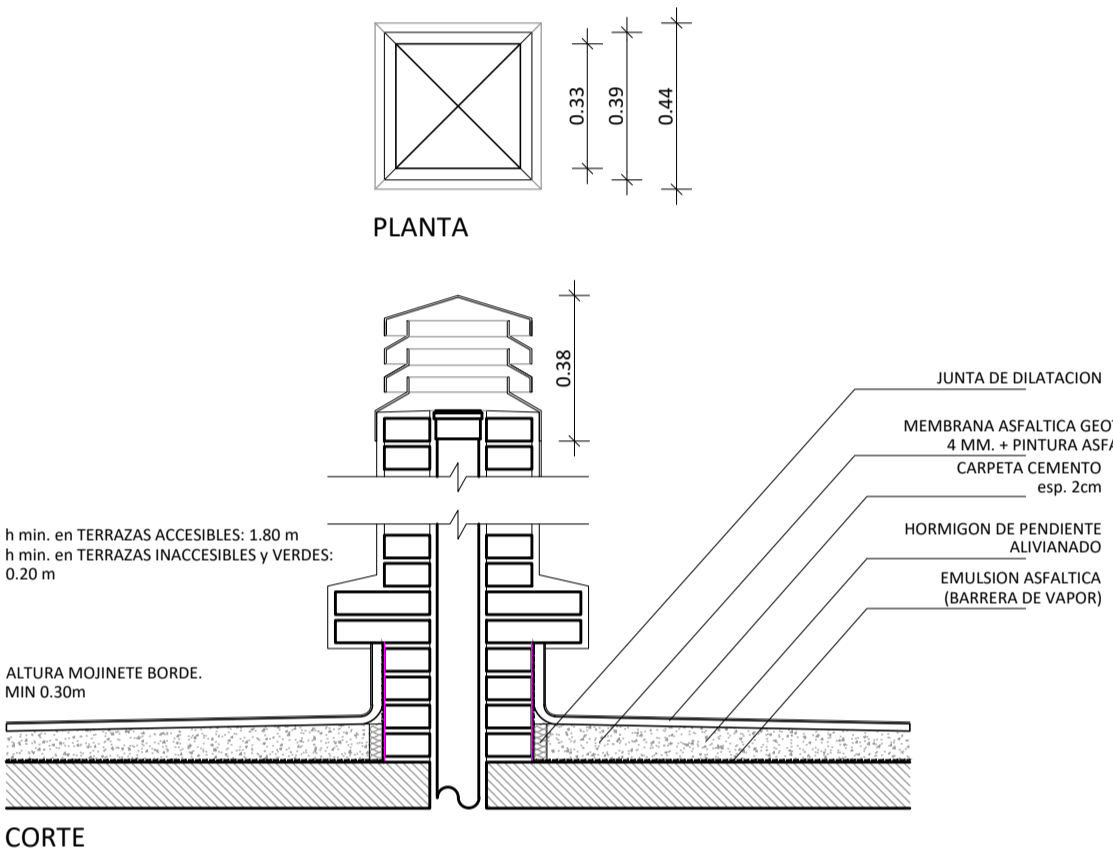 0.33
0.39
0.44
PLANTA
0.38
JUNTA DE DILATACION
MEMBRANA ASFALTICA
4 MM. + PINTURA
CARPETA CEMENTO
esp. 2cm
HORMIGON DE PENDIENTE
ALIVIANADO
EMULSION ASFALTICA
(BARRERA DE VAPOR)
h min. en TERRAZAS ACCESIBLES: 1.80 m
h min. en TERRAZAS INACCESIBLES y VERDES:
0.20 m
ALTURA MOJINETE BORDE.
MIN 0.30m
CORTE